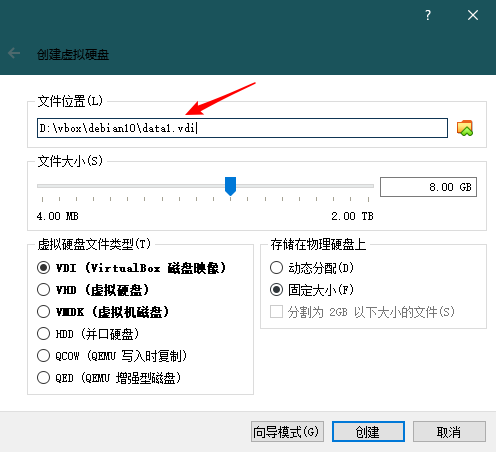 ?
创建虚拟硬盘
文件位置(L)
D:\vbox\debian10\data1.vdi
文件大小(S)
8.00 GB
4.00 MB 2.00 TB
虚拟硬盘文件类型(T)
VDI (VirtualBox 磁盘映像)
VHD (虚拟硬盘)
VMDK (虚拟机磁盘)
HDD (并口硬盘)
QCOW (QEMU 写入时复制)
QED (QEMU 增强型磁盘)
存储在物理硬盘上
动态分配(D)
固定大小(F)
分割为 2GB 以下大小的文件(S)
向导模式(G) 创建 取消